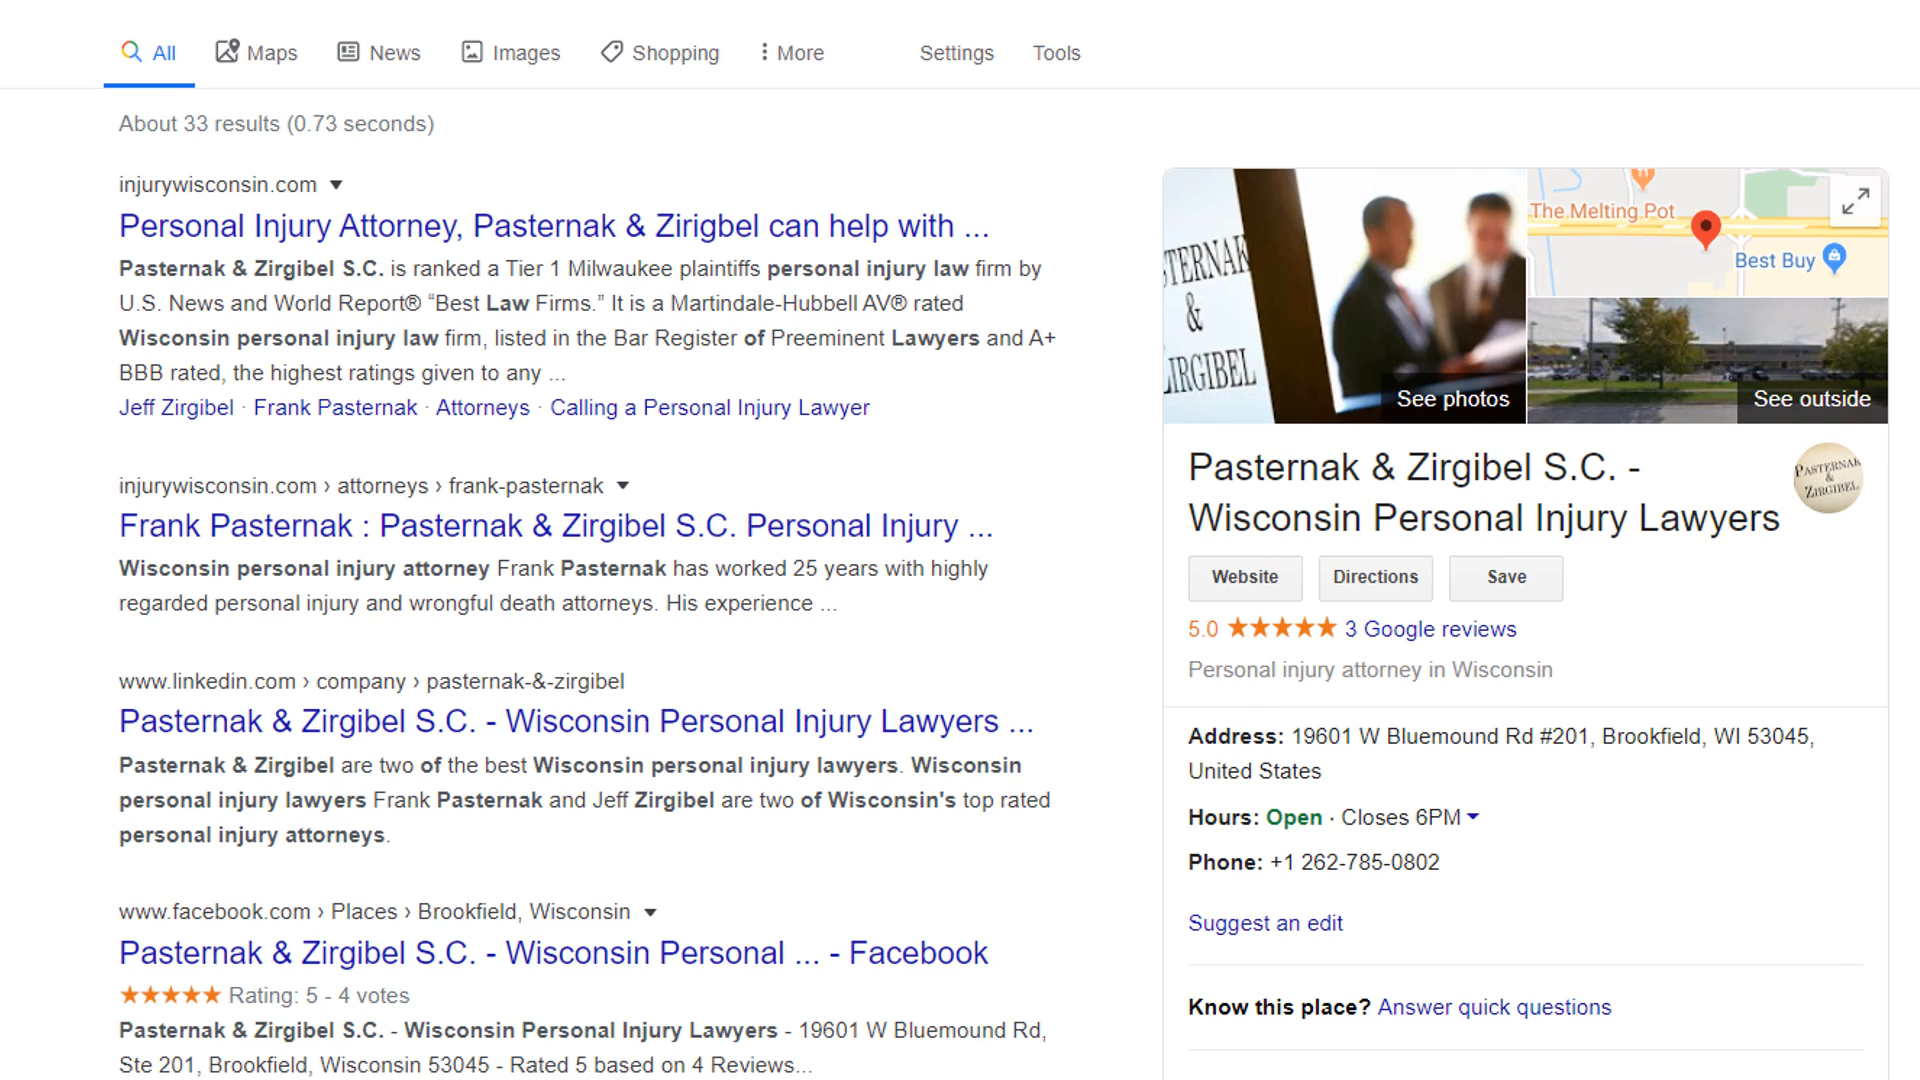 All
Maps
News
Images
Shopping
More
Settings
Tools
About 33 results (0.73 seconds)
injurywisconsin.com
Personal Injury Attorney, Pasternak & Zirigbel can help with ...
Pasternak & Zirgibel S.C. is ranked a Tier 1 Milwaukee plaintiffs personal injury law firm by
U.S. News and World Report® “Best Law Firms.” It is a Martindale-Hubbell AV® rated
Wisconsin personal injury law firm, listed in the Bar Register of Preeminent Lawyers and A+
BBB rated, the highest ratings given to any ...
Jeff Zirgibel · Frank Pasternak · Attorneys · Calling a Personal Injury Lawyer
injurywisconsin.com › attorneys › frank-pasternak
Frank Pasternak : Pasternak & Zirgibel S.C. Personal Injury ...
Wisconsin personal injury attorney Frank Pasternak has worked 25 years with highly
regarded personal injury and wrongful death attorneys. His experience ...
www.linkedin.com › company › pasternak-&-zirgibel
Pasternak & Zirgibel S.C. - Wisconsin Personal Injury Lawyers ...
Pasternak & Zirgibel are two of the best Wisconsin personal injury lawyers. Wisconsin
personal injury lawyers Frank Pasternak and Jeff Zirgibel are two of Wisconsin's top rated
personal injury attorneys.
www.facebook.com › Places › Brookfield, Wisconsin
Pasternak & Zirgibel S.C. - Wisconsin Personal ... - Facebook
Rating: 5 - 4 votes
Pasternak & Zirgibel S.C. - Wisconsin Personal Injury Lawyers - 19601 W Bluemound Rd,
Ste 201, Brookfield, Wisconsin 53045 - Rated 5 based on 4 Reviews...
TERNAK
&
IRGIBEL
See photos
The Melting Pot
Best Buy
See outside
Pasternak & Zirgibel S.C. -
Wisconsin Personal Injury Lawyers
PASTERNAK
&
ZIRGIBEL
Website
Directions
Save
5.0 ★★★★★ 3 Google reviews
Personal injury attorney in Wisconsin
Address: 19601 W Bluemound Rd #201, Brookfield, WI 53045,
United States
Hours: Open · Closes 6PM
Phone: +1 262-785-0802
Suggest an edit
Know this place? Answer quick questions